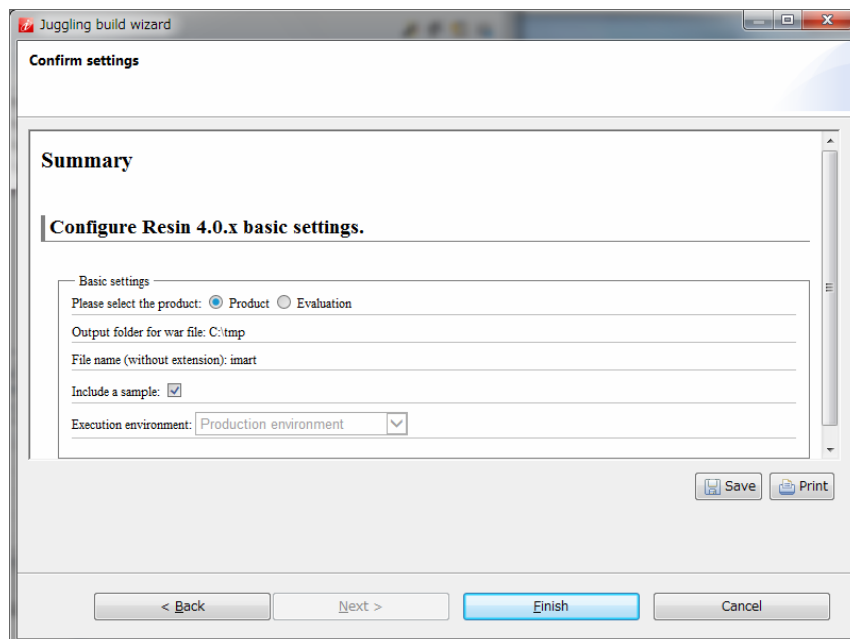 Juggling build wizard
Confirm settings
Summary
Configure Resin 4.0.x basic settings.
Basic settings
Please select the product: Product Evaluation
Output folder for war file: C:\tmp
File name (without extension): imart
Include a sample:
Execution environment: Production environment
Save Print
< Back Next > Finish Cancel